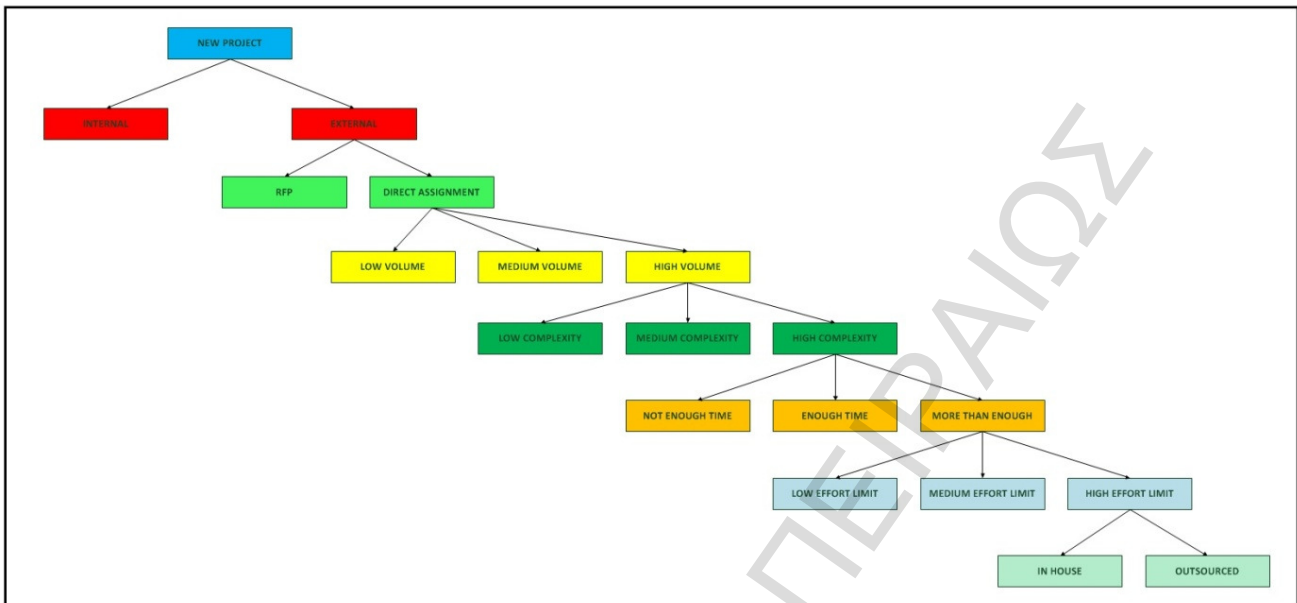 NEW PROJECT
INTERNAL
EXTERNAL
RFP
DIRECT ASSIGNMENT
LOW VOLUME
MEDIUM VOLUME
HIGH VOLUME
LOW COMPLEXITY
MEDIUM COMPLEXITY
HIGH COMPLEXITY
NOT ENOUGH TIME
ENOUGH TIME
MORE THAN ENOUGH
LOW EFFORT LIMIT
MEDIUM EFFORT LIMIT
HIGH EFFORT LIMIT
IN HOUSE
OUTSOURCED
ΠΕΙΡΑΙΩΣ